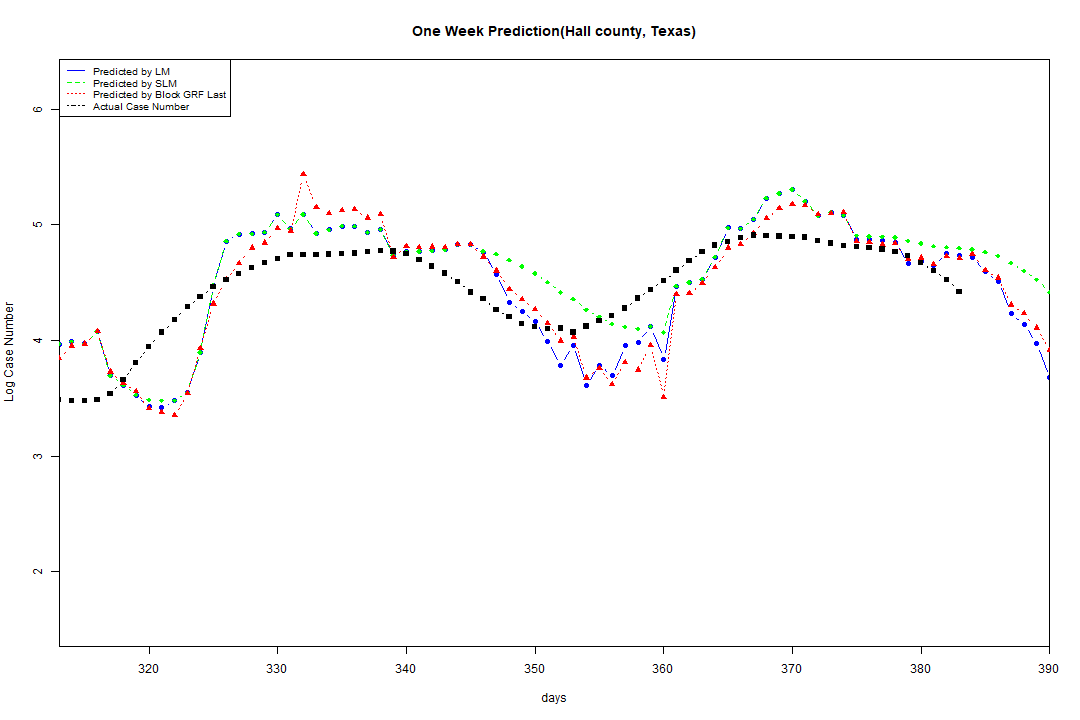 One Week Prediction(Hall county, Texas)
Predicted by LM
Predicted by SLM
Predicted by Block GRF Last
Actual Case Number
6
5
4
3
2
Log Case Number
320 330 340 350 360 370 380 390
days